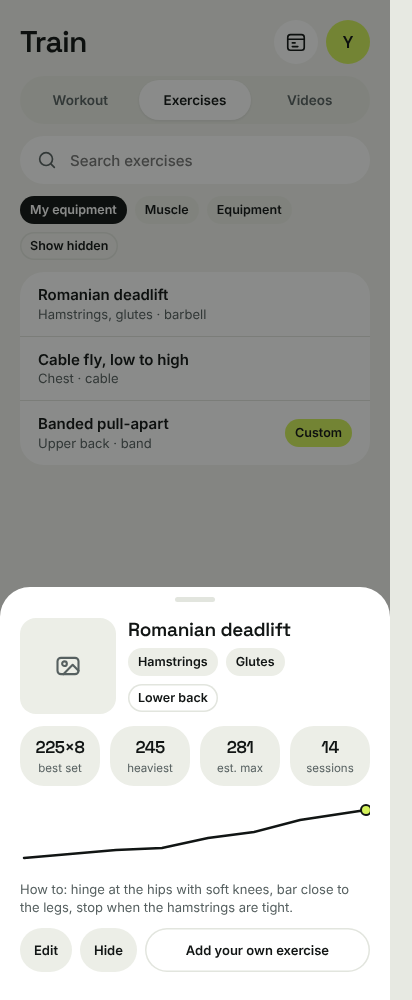 Train
Y
Workout Exercises Videos
Search exercises
My equipment Muscle Equipment
Show hidden
Romanian deadlift
Hamstrings, glutes · barbell
Cable fly, low to high
Chest · cable
Banded pull-apart
Upper back · band
Custom
Romanian deadlift
Hamstrings Glutes
Lower back
225×8 245 281 14
best set heaviest est. max sessions
How to: hinge at the hips with soft knees, bar close to
the legs, stop when the hamstrings are tight.
Edit Hide Add your own exercise